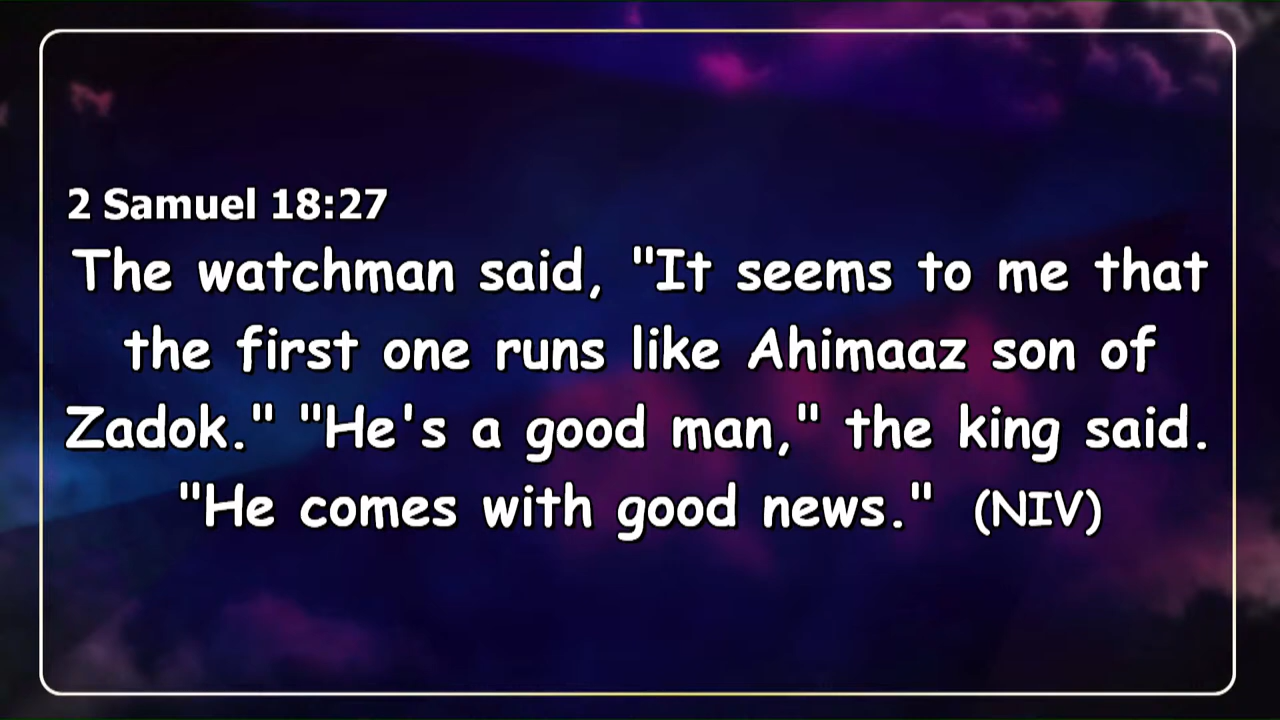 2 Samuel 18:27
The watchman said, "It seems to me that
the first one runs like Ahimaaz son of
Zadok." "He's a good man," the king said.
"He comes with good news." (NIV)